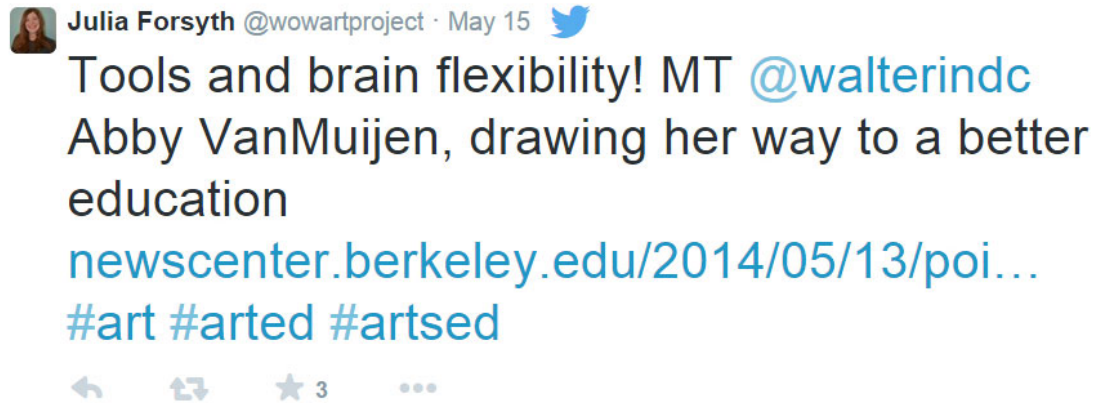 Julia Forsyth @wowartproject · May 15
Tools and brain flexibility! MT @walterindc
Abby VanMuijen, drawing her way to a better
education
newscenter.berkeley.edu/2014/05/13/poi…
#art #arted #artsed
3